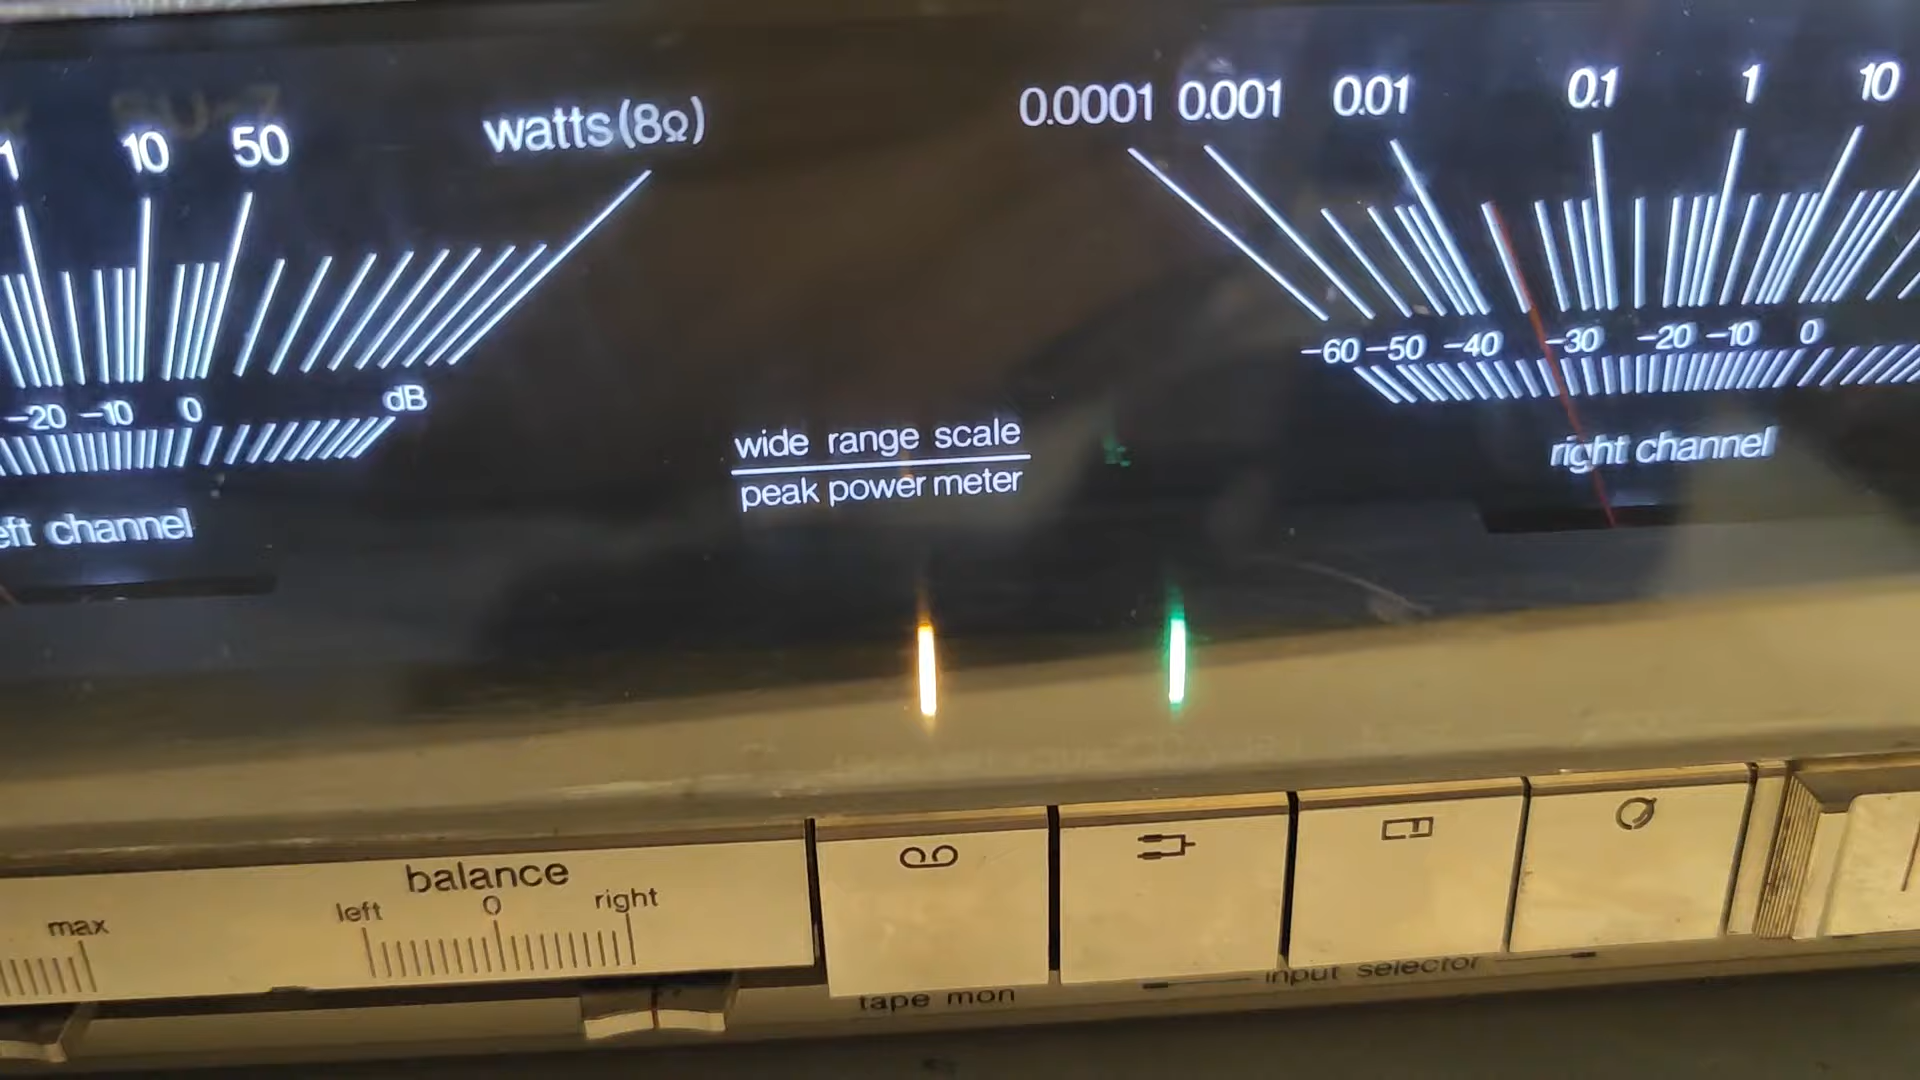 1 10 50 watts (8Ω)
-20 -10 0 dB
eft channel
wide range scale
peak power meter
0.0001 0.001 0.01 0.1 1 10
-60 -50 -40 -30 -20 -10 0
right channel
max
balance
left 0 right
tape mon
input selector